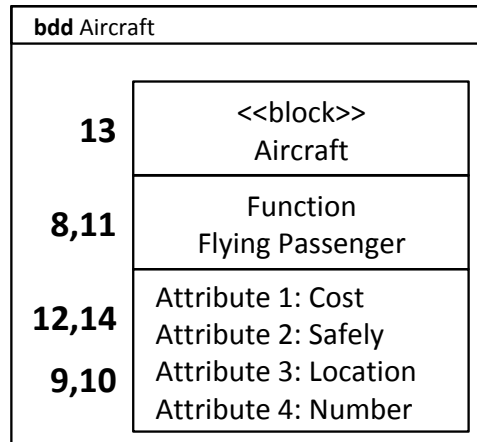 bdd Aircraft
13
<<block>>
Aircraft
8,11
Function
Flying Passenger
12,14
9,10
Attribute 1: Cost
Attribute 2: Safely
Attribute 3: Location
Attribute 4: Number